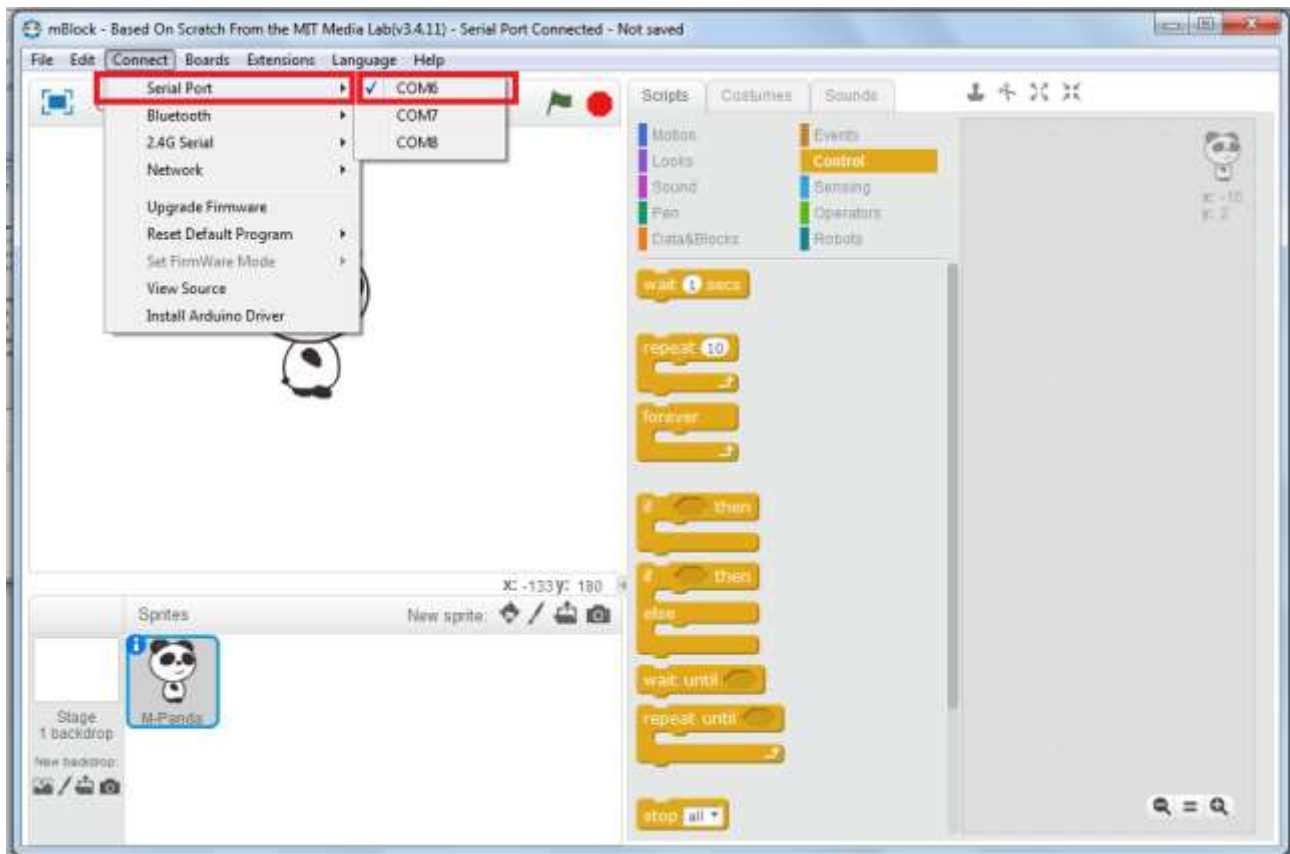 mBlock - Based On Scratch From the MIT Media Lab(v3.4.11) - Serial Port Connected - Not saved
File Edit Connect Boards Extensions Language Help
Serial Port
Bluetooth
2.4G Serial
Network
Upgrade Firmware
Reset Default Program
Set FirmWare Mode
View Source
Install Arduino Driver
COM6
COM7
COM8
X: -133 Y: 180
Sprites
New sprite:
M-Panda
Stage
1 backdrop
New backdrop:
Scripts Costumes Sounds
Motion Events
Looks Control
Sound Sensing
Pen Operators
Data&Blocks Robots
wait 1 secs
repeat 10
forever
if then
if then
else
wait until
repeat until
stop all
y: 2